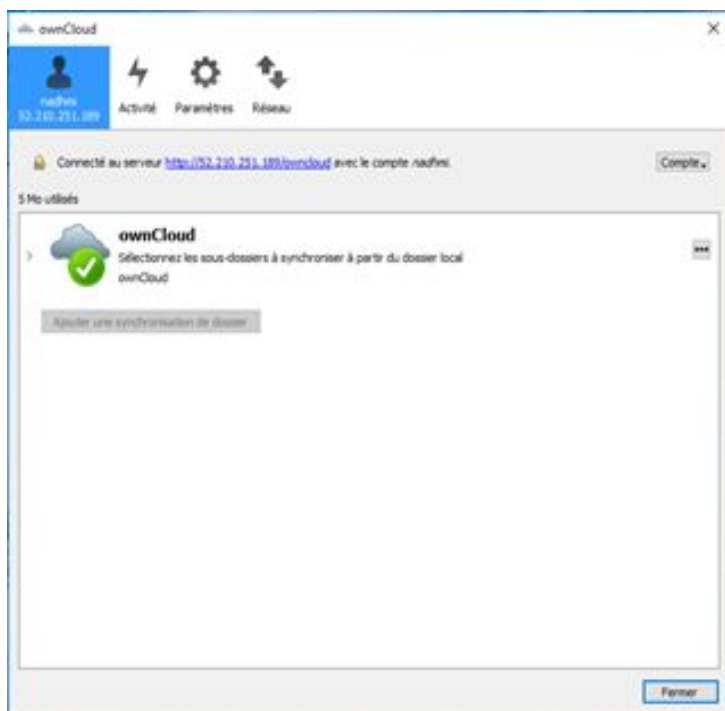 ownCloud
nadhmi
52.210.251.189
Activité
Paramètres
Réseau
Connecté au serveur http://52.210.251.189/owncloud avec le compte nadhmi.
Compte
5 Mo utilisés
ownCloud
Sélectionnez les sous-dossiers à synchroniser à partir du dossier local
ownCloud
Ajouter une synchronisation de dossier
Fermer